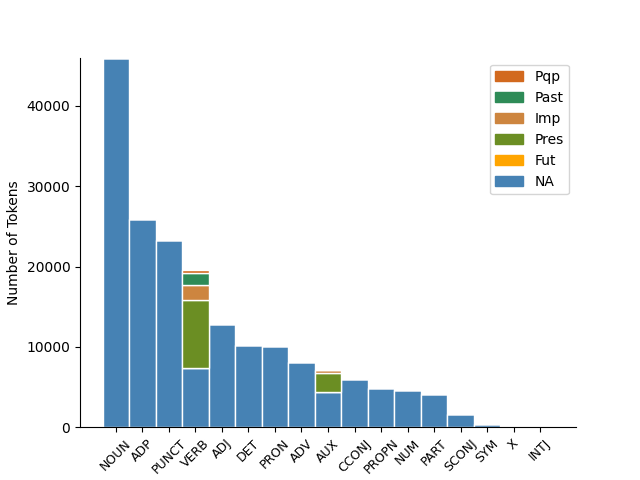 Pqp
Past
Imp
Pres
Fut
NA
Number of Tokens
40000
30000
20000
10000
0
NOUN ADP PUNCT VERB ADJ DET PRON ADV AUX CCONJ PROPN NUM PART SCONJ SYM X INTJ